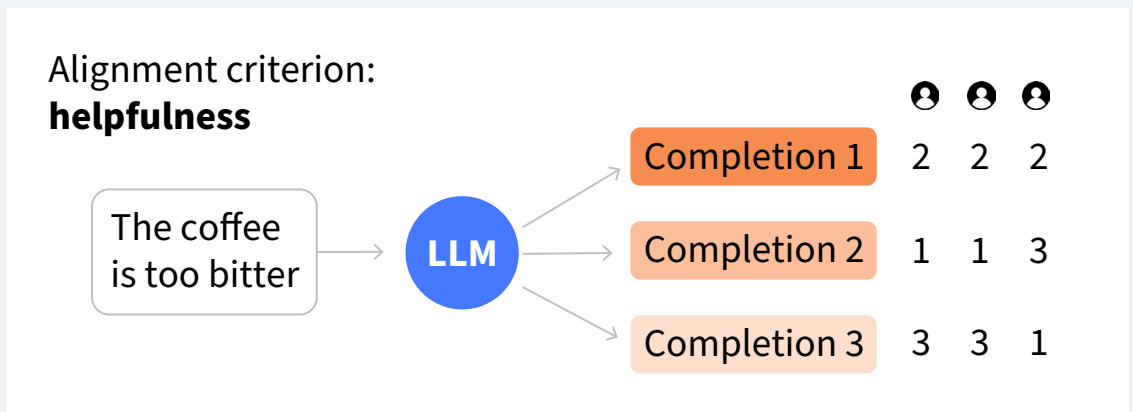 Alignment criterion:
helpfulness
The coffee
is too bitter
LLM
Completion 1 2 2 2
Completion 2 1 1 3
Completion 3 3 3 1